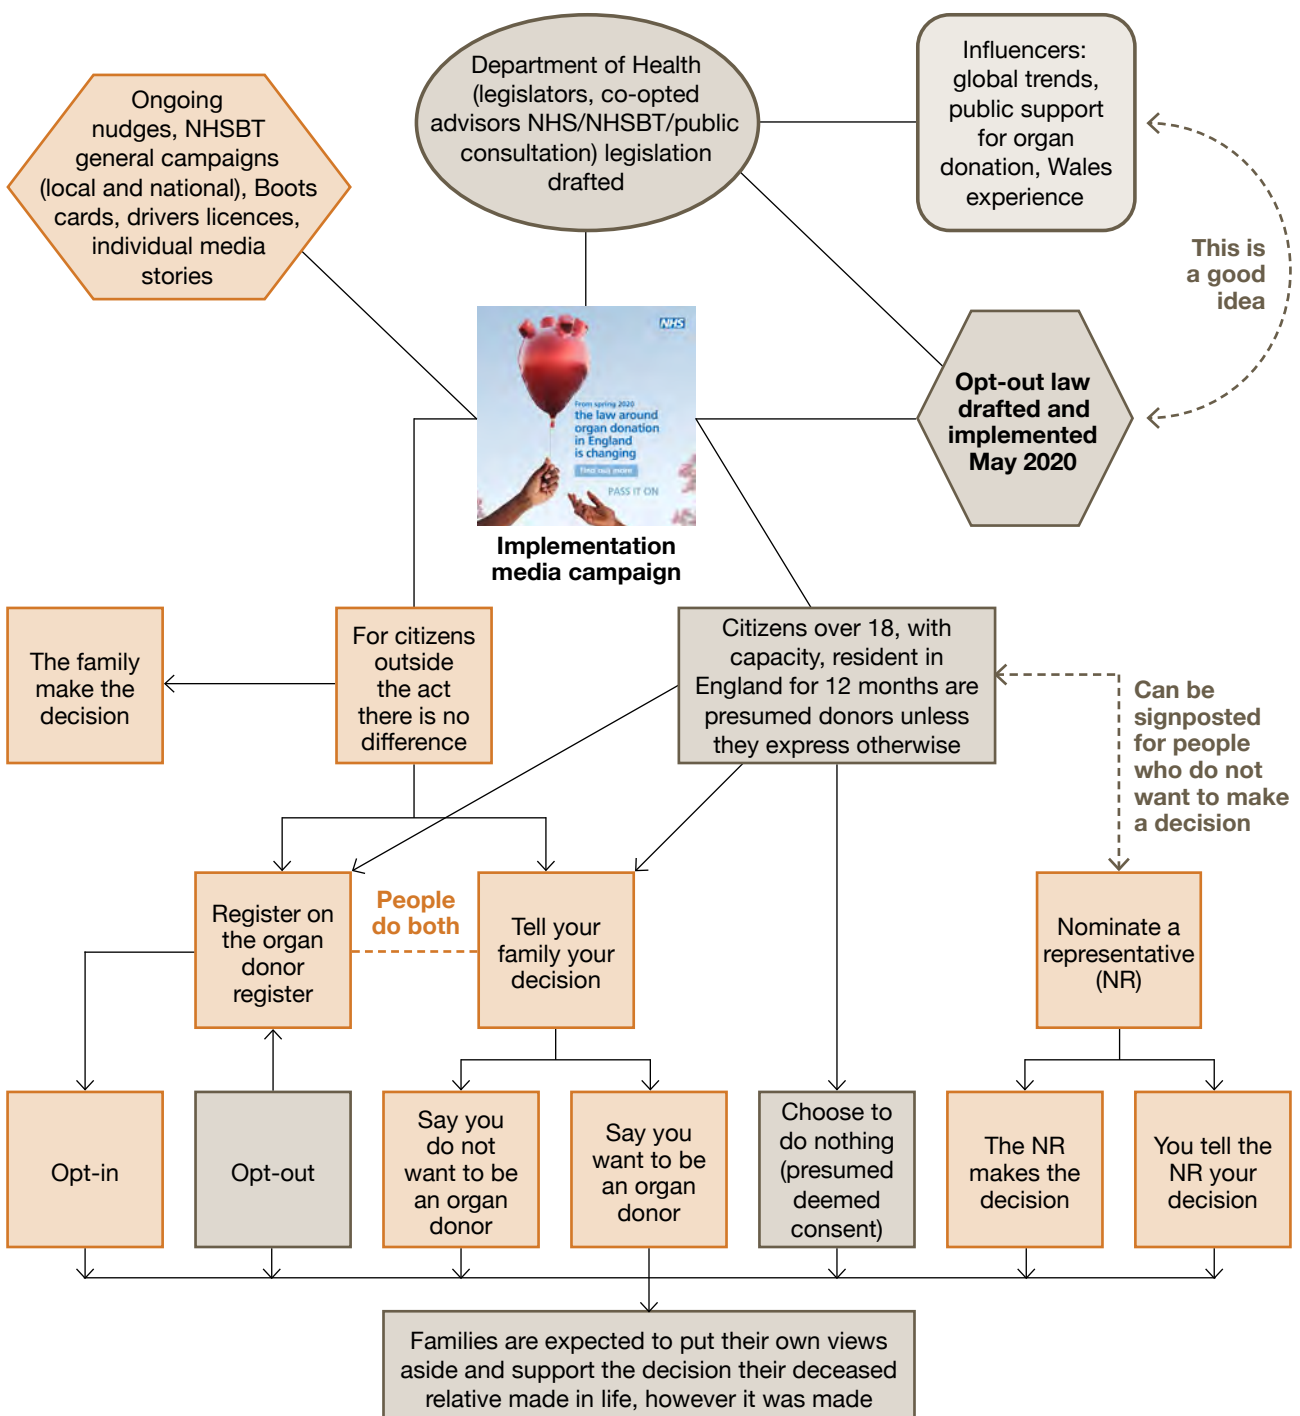 Ongoing
nudges, NHSBT
general campaigns
(local and national), Boots
cards, drivers licences,
individual media
stories
Department of Health
(legislators, co-opted
advisors NHS/NHSBT/public
consultation) legislation
drafted
Influencers:
global trends,
public support
for organ
donation, Wales
experience
This is
a good
idea
NHS
From spring 2020
the law around
organ donation
in England
is changing
Find out more
PASS IT ON
Implementation
media campaign
Opt-out law
drafted and
implemented
May 2020
The family
make the
decision
For citizens
outside
the act
there is no
difference
Citizens over 18, with
capacity, resident in
England for 12 months are
presumed donors unless
they express otherwise
Can be
signposted
for people
who do not
want to make
a decision
Register on
the organ
donor
register
People
do both
Tell your
family your
decision
Nominate a
representative
(NR)
Opt-in
Opt-out
Say you
do not
want to be
an organ
donor
Say you
want to be
an organ
donor
Choose to
do nothing
(presumed
deemed
consent)
The NR
makes the
decision
You tell the
NR your
decision
Families are expected to put their own views
aside and support the decision their deceased
relative made in life, however it was made